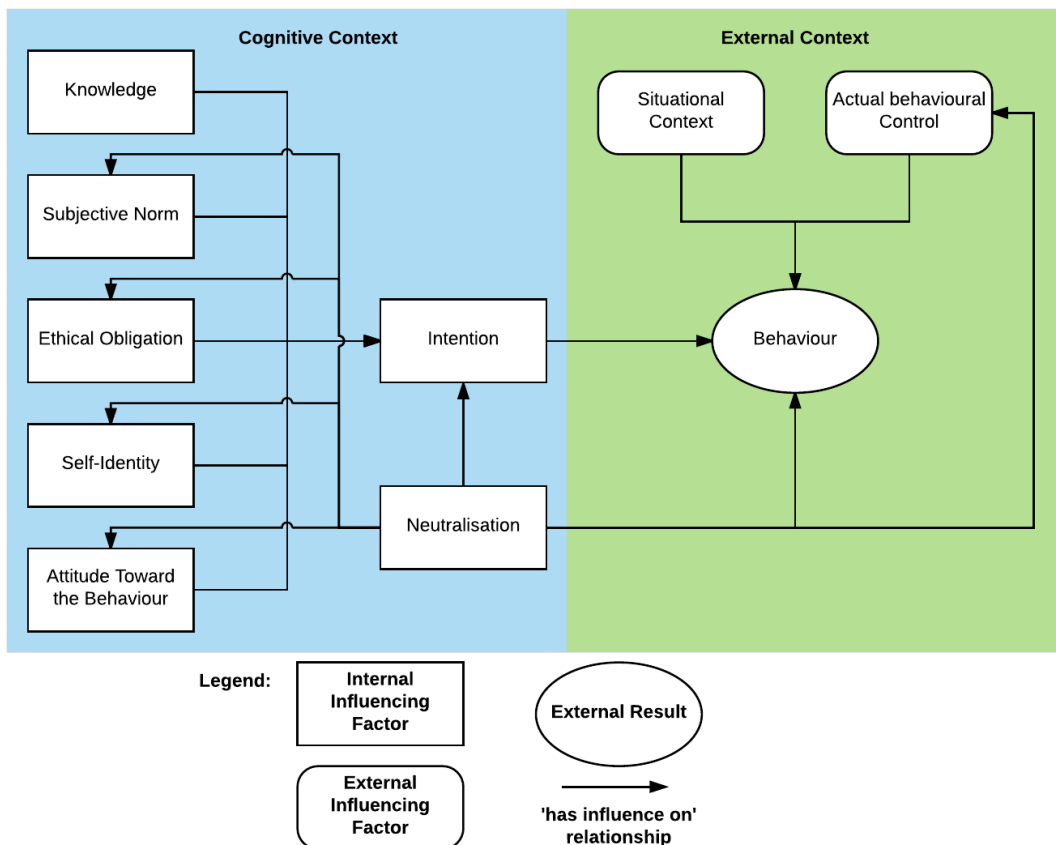 Cognitive Context
External Context
Knowledge
Situational
Context
Actual behavioural
Control
Subjective Norm
Ethical Obligation
Intention
Behaviour
Self-Identity
Neutralisation
Attitude Toward
the Behaviour
Legend:
Internal
Influencing
Factor
External Result
External
Influencing
Factor
'has influence on'
relationship